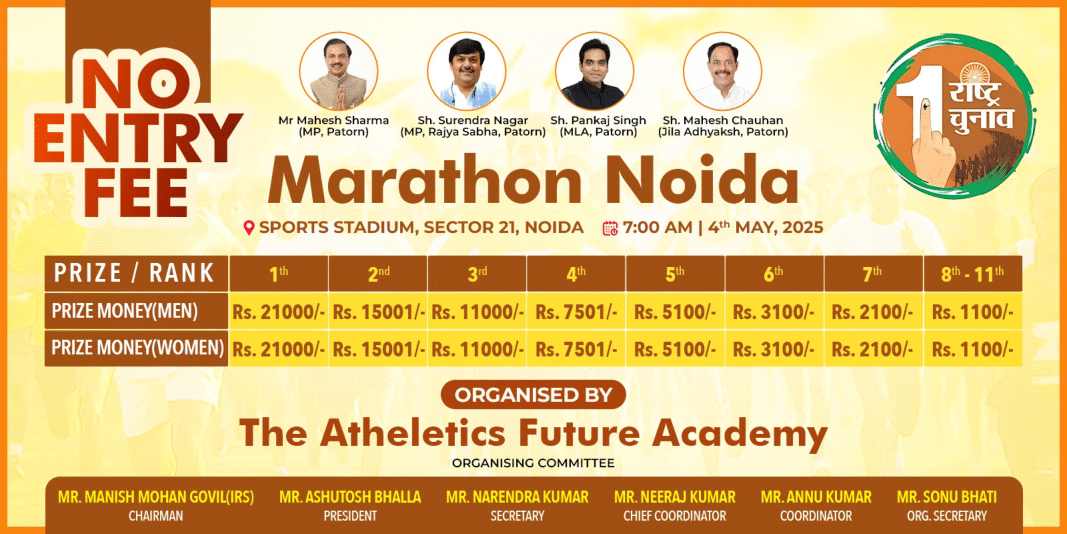 NO
ENTRY
FEE
Mr Mahesh Sharma
(MP, Patorn)
Sh. Surendra Nagar
(MP, Rajya Sabha, Patorn)
Sh. Pankaj Singh
(MLA, Patorn)
Sh. Mahesh Chauhan
(Jila Adhyaksh, Patorn)
1 राष्ट्र
चुनाव
Marathon Noida
SPORTS STADIUM, SECTOR 21, NOIDA 7:00 AM | 4th MAY, 2025
PRIZE / RANK 1th 2nd 3rd 4th 5th 6th 7th 8th - 11th
PRIZE MONEY(MEN) Rs. 21000/- Rs. 15001/- Rs. 11000/- Rs. 7501/- Rs. 5100/- Rs. 3100/- Rs. 2100/- Rs. 1100/-
PRIZE MONEY(WOMEN) Rs. 21000/- Rs. 15001/- Rs. 11000/- Rs. 7501/- Rs. 5100/- Rs. 3100/- Rs. 2100/- Rs. 1100/-
ORGANISED BY
The Atheletics Future Academy
ORGANISING COMMITTEE
MR. MANISH MOHAN GOVIL(IRS)
CHAIRMAN
MR. ASHUTOSH BHALLA
PRESIDENT
MR. NARENDRA KUMAR
SECRETARY
MR. NEERAJ KUMAR
CHIEF COORDINATOR
MR. ANNU KUMAR
COORDINATOR
MR. SONU BHATI
ORG. SECRETARY